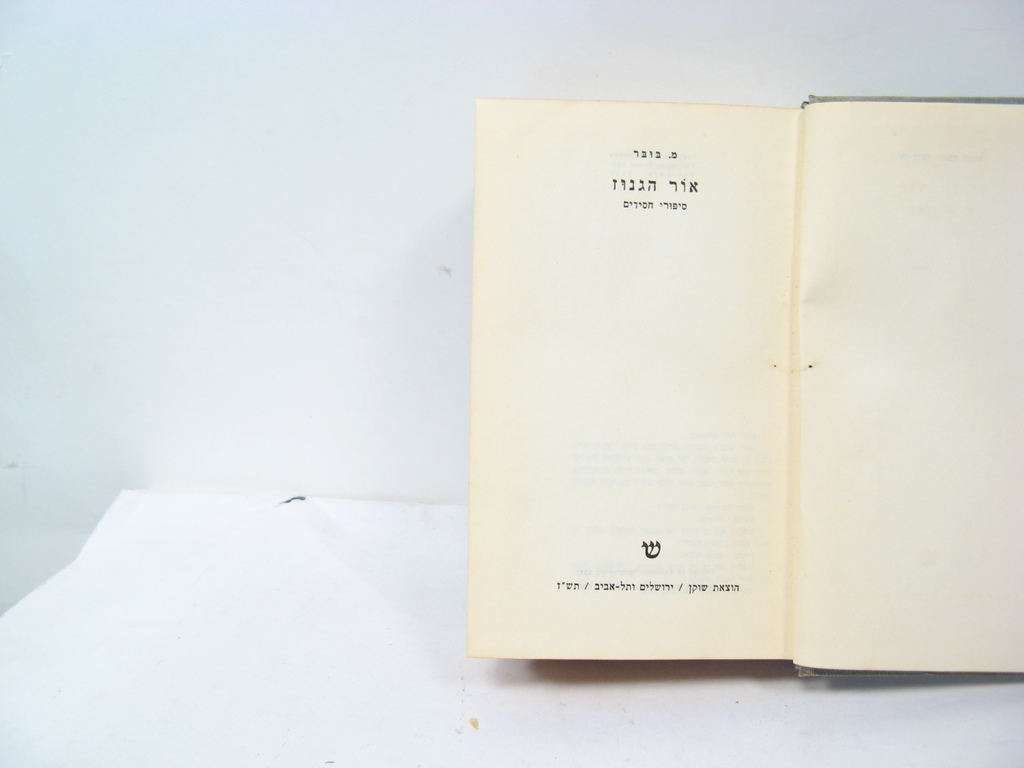 מ. בובר
אור הגנוז
סיפורי חסידים
ש
הוצאת שוקן / ירושלים ותל-אביב / תש״ז